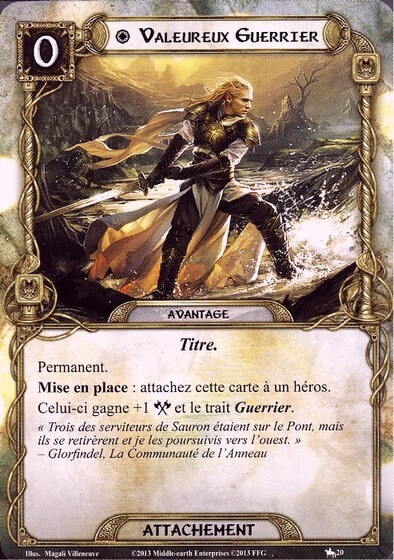 0
Valeureux Guerrier
Avantage
Titre.
Permanent.
Mise en place : attachez cette carte à un héros.
Celui-ci gagne +1 et le trait Guerrier.
« Trois des serviteurs de Sauron étaient sur le Pont, mais
ils se retirèrent et je les poursuivis vers l'ouest. »
– Glorfindel, La Communauté de l'Anneau
Attachement
Illus. Magali Villeneuve ©2013 Middle-earth Enterprises ©2013 FFG 20